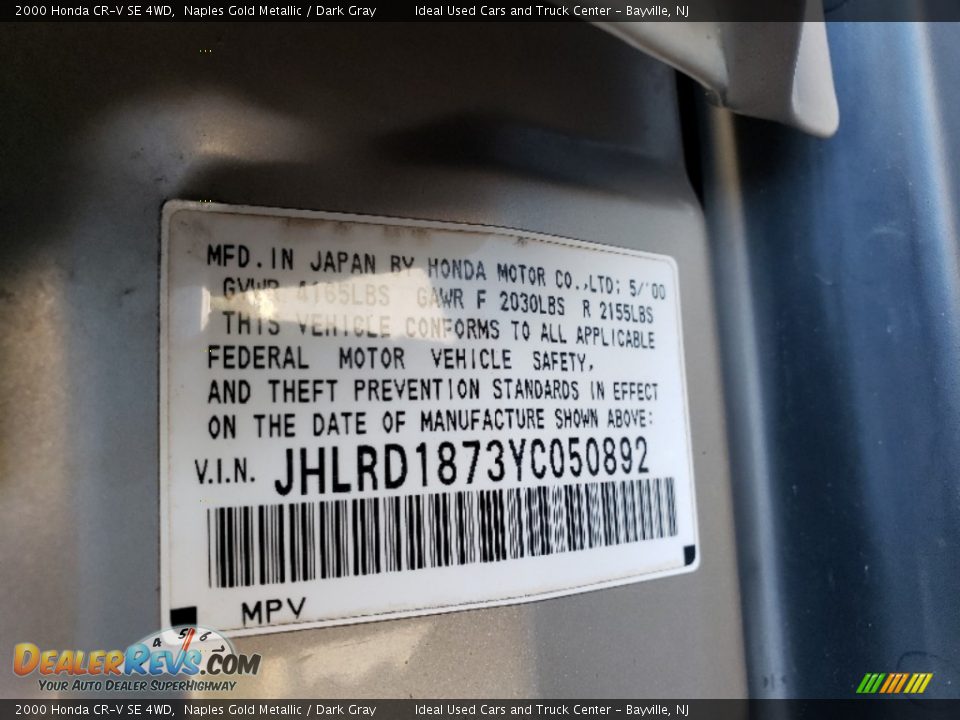 2000 Honda CR-V SE 4WD, Naples Gold Metallic / Dark Gray Ideal Used Cars and Truck Center - Bayville, NJ
MFD. IN JAPAN BY HONDA MOTOR CO.,LTD; 5/'00
GVWR 4165LBS GAWR F 2030LBS R 2155LBS
THIS VEHICLE CONFORMS TO ALL APPLICABLE
FEDERAL MOTOR VEHICLE SAFETY,
AND THEFT PREVENTION STANDARDS IN EFFECT
ON THE DATE OF MANUFACTURE SHOWN ABOVE:
V.I.N. JHLRD1873YC050892
MPV
4 5 6
DEALERREVS.COM
YOUR AUTO DEALER SUPERHIGHWAY
2000 Honda CR-V SE 4WD, Naples Gold Metallic / Dark Gray Ideal Used Cars and Truck Center - Bayville, NJ